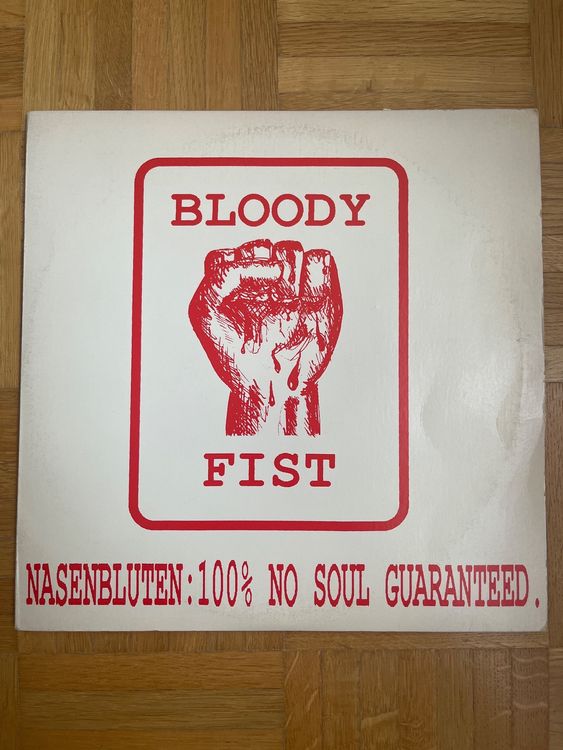 BLOODY
FIST
NASENBLUTEN:100% NO SOUL GUARANTEED.